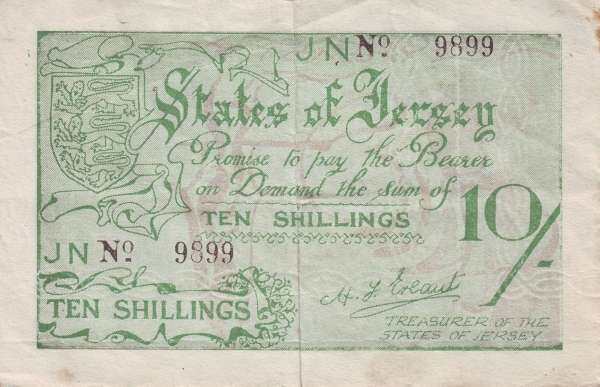 JN Nº 9899
States of Jersey
Promise to pay the Bearer
on Demand the sum of
TEN SHILLINGS
10/-
JN Nº 9899
TEN SHILLINGS
H. F. Ereaut
TREASURER OF THE
STATES OF JERSEY